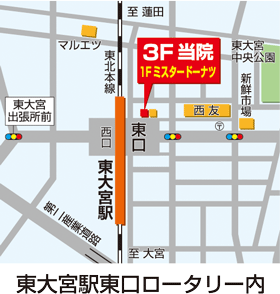 至 蓮田
マルエツ
東北本線
3F 当院
1F ミスタードーナツ
東大宮
中央公園
新鮮市場
西友
〒
東大宮
出張所前
西口
東口
東大宮駅
第二産業道路
至 大宮
東大宮駅東口ロータリー内